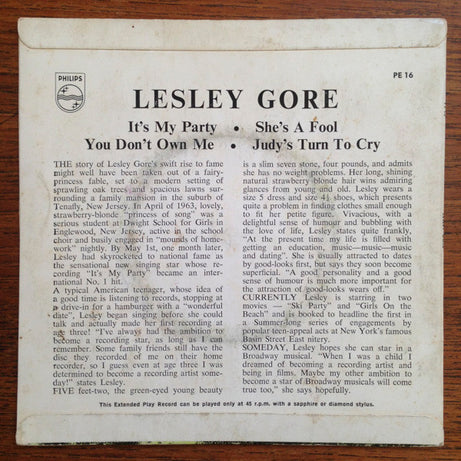 PHILIPS
PE 16
LESLEY GORE
It's My Party • She's A Fool
You Don't Own Me • Judy's Turn To Cry
THE story of Lesley Gore's swift rise to fame
might well have been taken out of a fairy-
princess fable, set to a modern setting of
sprawling oak trees and spacious lawns sur-
rounding a family mansion in the suburb of
Tenafly, New Jersey. In April of 1963, lovely,
strawberry-blonde "princess of song" was a
serious student at Dwight School for Girls in
Englewood, New Jersey, active in the school
choir and busily engaged in "mounds of home-
work" nightly. By May 1st, one month later,
Lesley had skyrocketed to national fame as
the sensational new singing star whose re-
cording "It's My Party" became an inter-
national No. 1 hit.
A typical American teenager, whose idea of
a good time is listening to records, stopping at
a drive-in for a hamburger with a "wonderful
date", Lesley began singing before she could
talk and actually made her first recording at
age three! "I've always had the ambition to
become a recording star, as long as I can
remember. Some family friends still have the
disc they recorded of me on their home
recorder, so I guess even at age three I was
determined to become a recording artist some-
day!" states Lesley.
FIVE feet-two, the green-eyed young beauty
is a slim seven stone, four pounds, and admits
she has no weight problems. Her long, shining
natural strawberry blonde hair wins admiring
glances from young and old. Lesley wears a
size 5 dress and size 4½ shoes, which presents
quite a problem in finding clothes small enough
to fit her petite figure. Vivacious, with a
delightful sense of humour and bubbling with
the love of life, Lesley states quite frankly,
"At the present time my life is filled with
getting an education, music—music—music
and dating". She is usually attracted to dates
by good-looks first, but says they soon become
superficial. "A good personality and a good
sense of humour is much more important than
the attraction of good-looks wears off."
CURRENTLY Lesley is starring in two
movies — "Ski Party" and "Girls On the
Beach" and is booked to headline the first in
a Summer-long series of engagements by
popular teen-appeal acts at New York's famous
Basin Street East nitery.
SOMEDAY, Lesley hopes she can star in a
Broadway musical. "When I was a child I
dreamed of becoming a recording artist and
being in films. Maybe my other ambition to
become a star of Broadway musicals will come
true too," she says hopefully.
This Extended Play Record can be played only at 45 r.p.m. with a sapphire or diamond stylus.